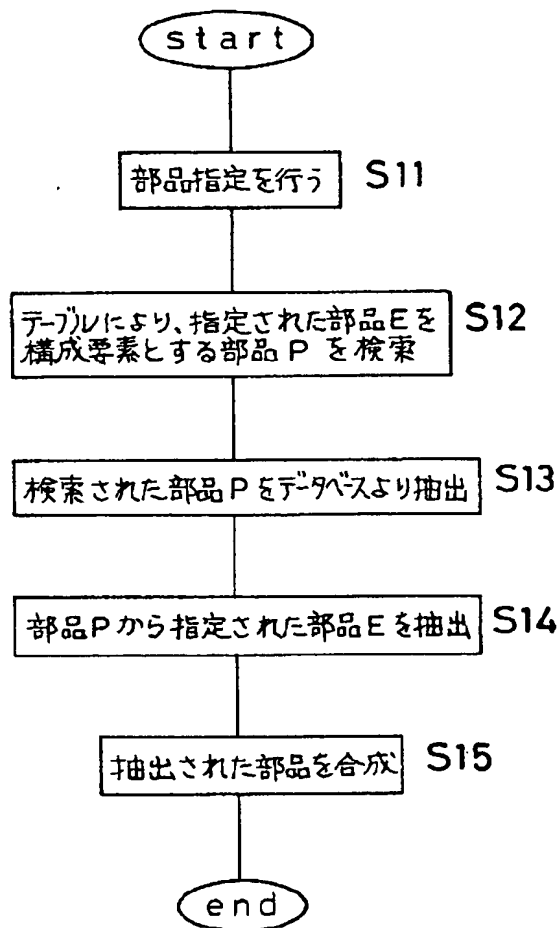 start
部品指定を行う S11
テーブルにより、指定された部品Eを S12
構成要素とする部品P を検索
検索された部品Pをデータベースより抽出 S13
部品Pから指定された部品Eを抽出 S14
抽出された部品を合成 S15
end